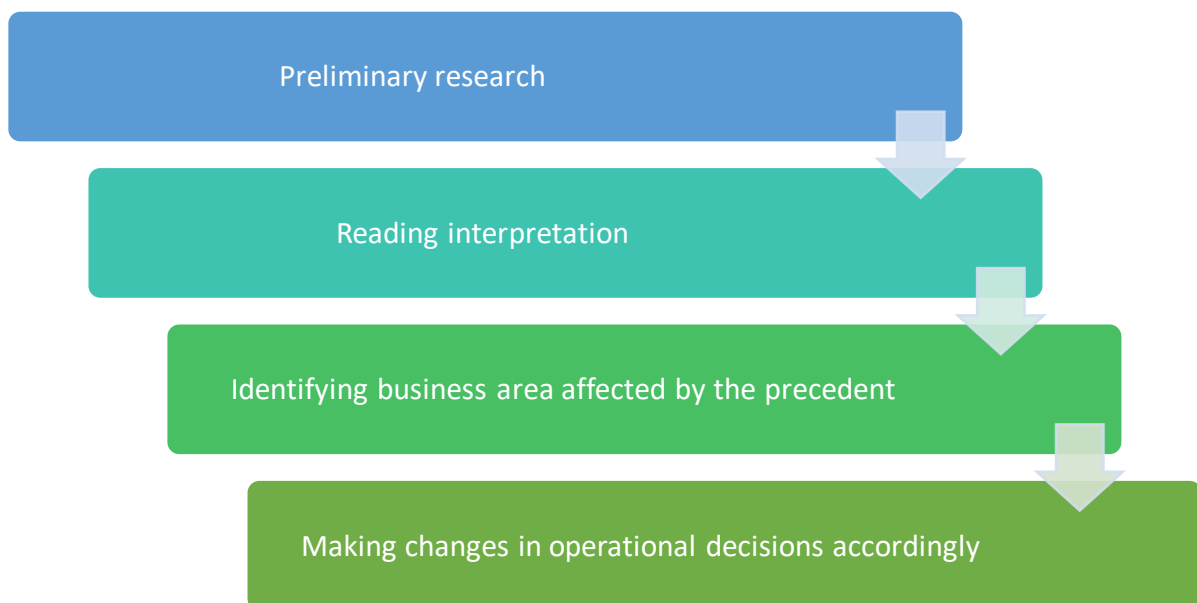 Preliminary research
Reading interpretation
Identifying business area affected by the precedent
Making changes in operational decisions accordingly